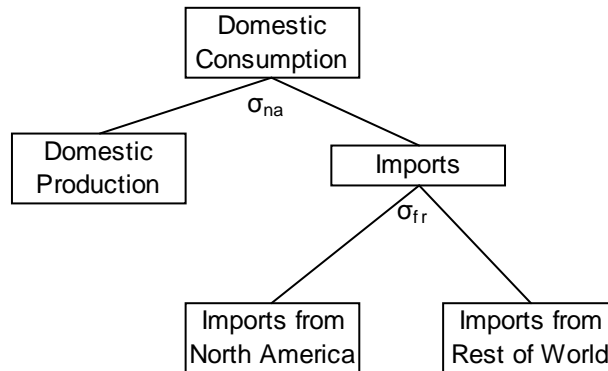 Domestic
Consumption
σna
Domestic
Production
Imports
σfr
Imports from
North America
Imports from
Rest of World